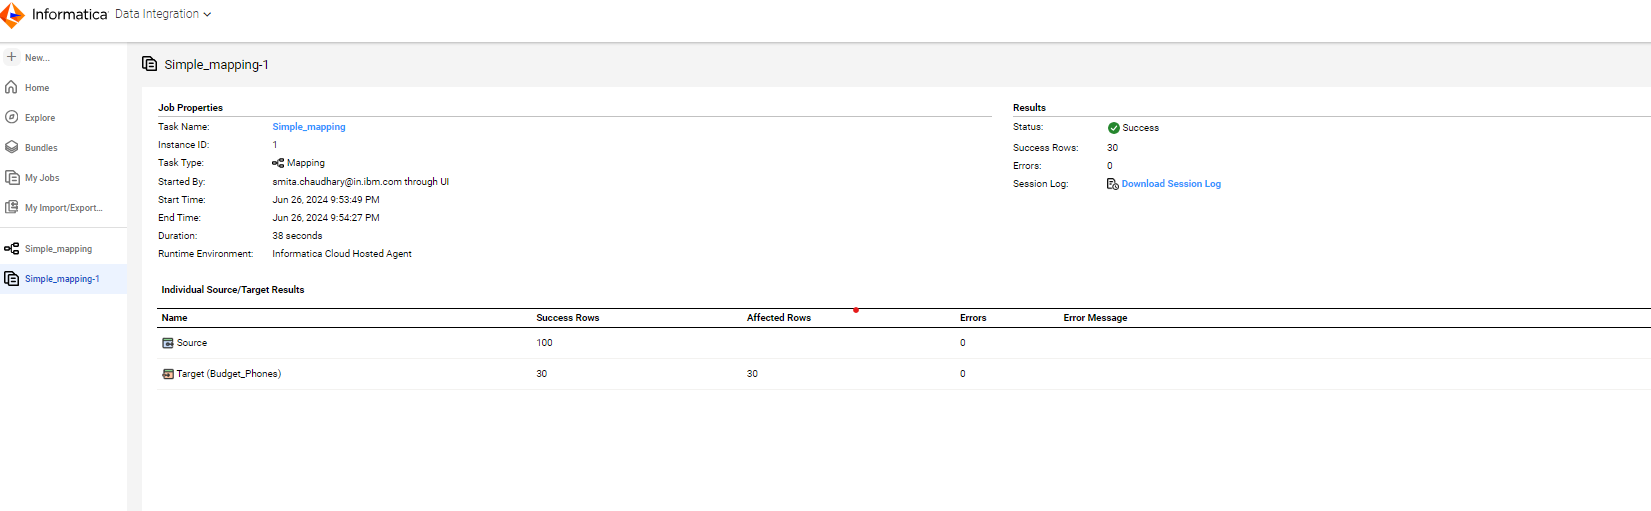 Informatica Data Integration
New...
Home
Explore
Bundles
My Jobs
My Import/Export...
Simple_mapping
Simple_mapping-1
Simple_mapping-1
Job Properties
Task Name: Simple_mapping
Instance ID: 1
Task Type: Mapping
Started By: smita.chaudhary@in.ibm.com through UI
Start Time: Jun 26, 2024 9:53:49 PM
End Time: Jun 26, 2024 9:54:27 PM
Duration: 38 seconds
Runtime Environment: Informatica Cloud Hosted Agent
Results
Status: Success
Success Rows: 30
Errors: 0
Session Log: Download Session Log
Individual Source/Target Results
Name Success Rows Affected Rows Errors Error Message
Source 100 0
Target (Budget_Phones) 30 30 0